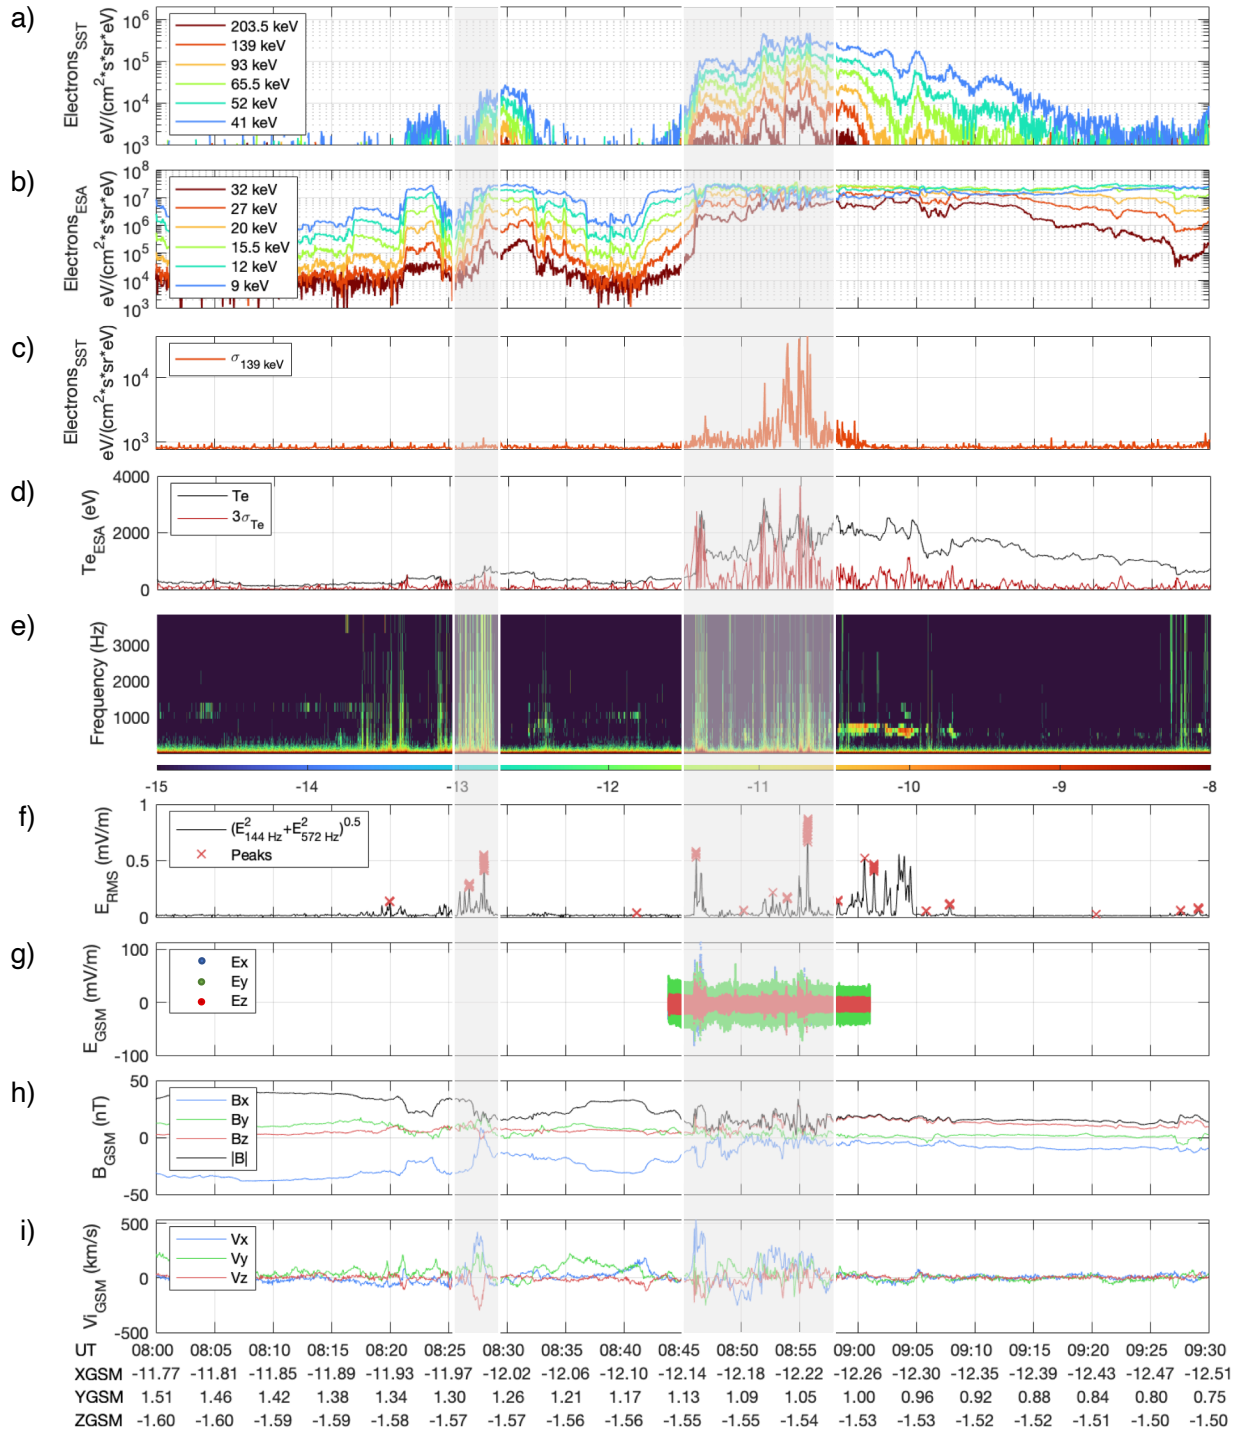 a)
Electrons_SST
eV/(cm²*s*sr*eV)
10⁶
10⁵
10⁴
10³
203.5 keV
139 keV
93 keV
65.5 keV
52 keV
41 keV
b)
Electrons_ESA
eV/(cm²*s*sr*eV)
10⁸
10⁷
10⁶
10⁵
10⁴
10³
32 keV
27 keV
20 keV
15.5 keV
12 keV
9 keV
c)
Electrons_SST
eV/(cm²*s*sr*eV)
10⁴
10³
σ_139 keV
d)
Te_ESA (eV)
4000
2000
0
Te
3σ_Te
e)
Frequency (Hz)
3000
2000
1000
-15 -14 -13 -12 -11 -10 -9 -8
f)
E_RMS (mV/m)
1
0.5
0
(E²_144 Hz+E²_572 Hz)^0.5
Peaks
g)
E_GSM (mV/m)
100
0
-100
Ex
Ey
Ez
h)
B_GSM (nT)
50
0
-50
Bx
By
Bz
|B|
i)
Vi_GSM (km/s)
500
0
-500
Vx
Vy
Vz
UT 08:00 08:05 08:10 08:15 08:20 08:25 08:30 08:35 08:40 08:45 08:50 08:55 09:00 09:05 09:10 09:15 09:20 09:25 09:30
XGSM -11.77 -11.81 -11.85 -11.89 -11.93 -11.97 -12.02 -12.06 -12.10 -12.14 -12.18 -12.22 -12.26 -12.30 -12.35 -12.39 -12.43 -12.47 -12.51
YGSM 1.51 1.46 1.42 1.38 1.34 1.30 1.26 1.21 1.17 1.13 1.09 1.05 1.00 0.96 0.92 0.88 0.84 0.80 0.75
ZGSM -1.60 -1.60 -1.59 -1.59 -1.58 -1.57 -1.57 -1.56 -1.56 -1.55 -1.55 -1.54 -1.53 -1.53 -1.52 -1.52 -1.51 -1.50 -1.50